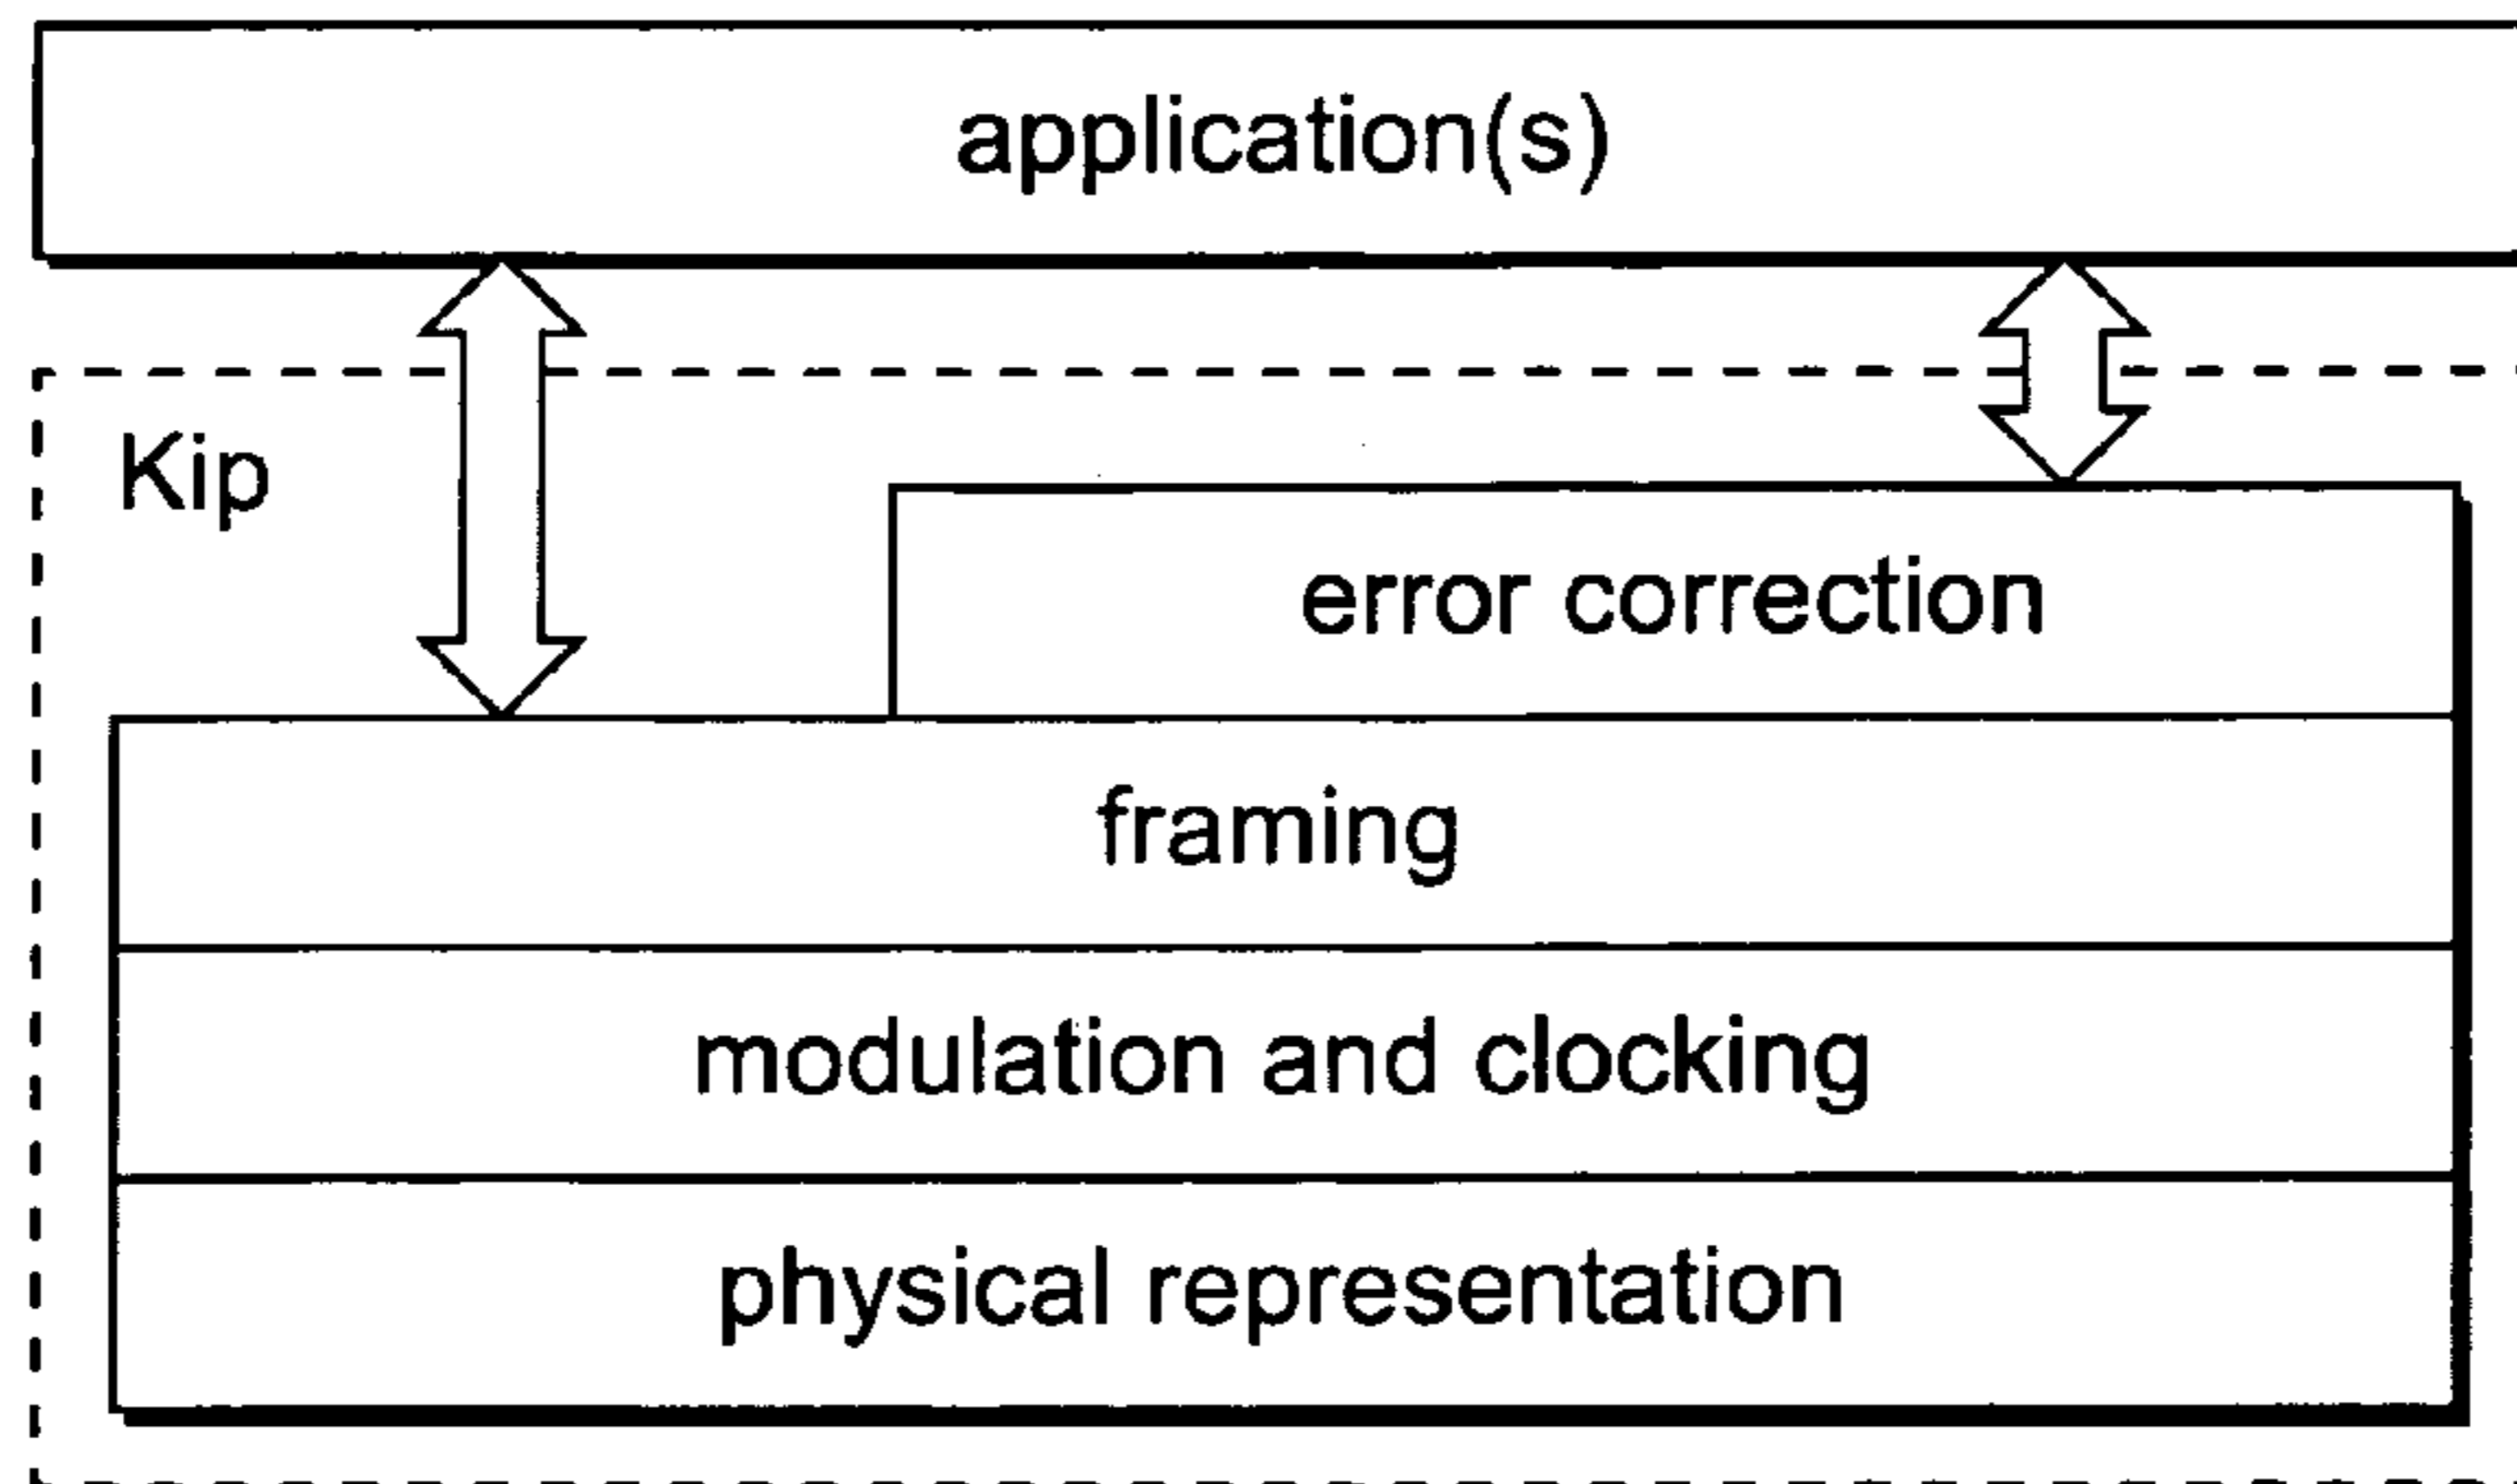 application(s)
Kip
error correction
framing
modulation and clocking
physical representation